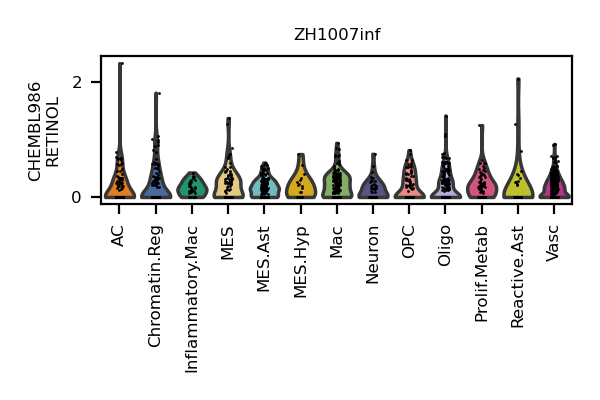 ZH1007inf
CHEMBL986
RETINOL
2
0
AC
Chromatin.Reg
Inflammatory.Mac
MES
MES.Ast
MES.Hyp
Mac
Neuron
OPC
Oligo
Prolif.Metab
Reactive.Ast
Vasc